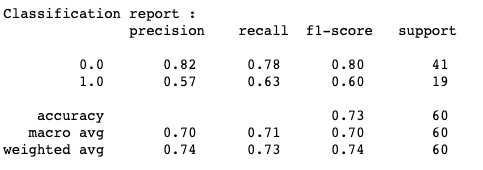 Classification report :
precision recall f1-score support
0.0 0.82 0.78 0.80 41
1.0 0.57 0.63 0.60 19
accuracy 0.73 60
macro avg 0.70 0.71 0.70 60
weighted avg 0.74 0.73 0.74 60